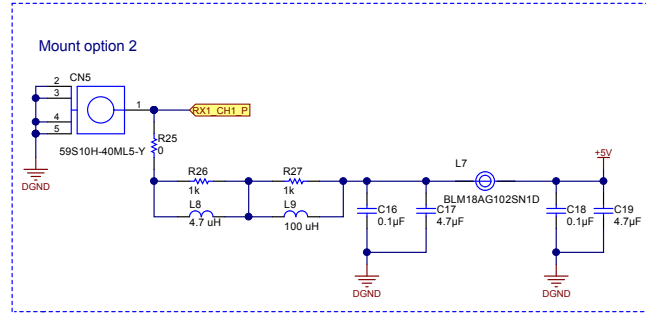 Mount option 2
CN5
2
3
4
5
1
59S10H-40ML5-Y
RX1_CH1_P
R25
0
DGND
R26
1k
R27
1k
L8
4.7 uH
L9
100 uH
C16
0.1µF
C17
4.7µF
DGND
L7
BLM18AG102SN1D
+5V
C18
0.1µF
C19
4.7µF
DGND